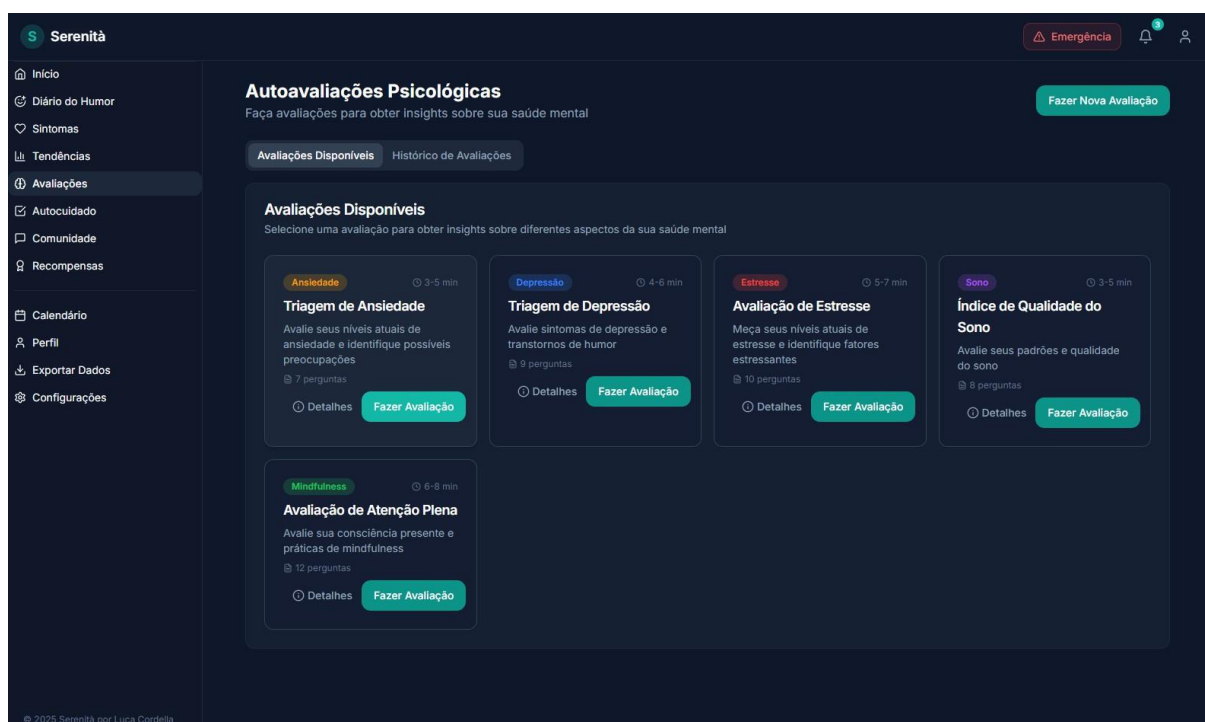 S Serenità
Emergência
3
Início
Diário do Humor
Sintomas
Tendências
Avaliações
Autocuidado
Comunidade
Recompensas
Calendário
Perfil
Exportar Dados
Configurações
© 2025 Serenità por Luca Cordella
Autoavaliações Psicológicas
Faça avaliações para obter insights sobre sua saúde mental
Fazer Nova Avaliação
Avaliações Disponíveis Histórico de Avaliações
Avaliações Disponíveis
Selecione uma avaliação para obter insights sobre diferentes aspectos da sua saúde mental
Ansiedade 3-5 min
Triagem de Ansiedade
Avalie seus níveis atuais de
ansiedade e identifique possíveis
preocupações
7 perguntas
Detalhes Fazer Avaliação
Depressão 4-6 min
Triagem de Depressão
Avalie sintomas de depressão e
transtornos de humor
9 perguntas
Detalhes Fazer Avaliação
Estresse 5-7 min
Avaliação de Estresse
Meça seus níveis atuais de
estresse e identifique fatores
estressantes
10 perguntas
Detalhes Fazer Avaliação
Sono 3-5 min
Índice de Qualidade do
Sono
Avalie seus padrões e qualidade
do sono
8 perguntas
Detalhes Fazer Avaliação
Mindfulness 6-8 min
Avaliação de Atenção Plena
Avalie sua consciência presente e
práticas de mindfulness
12 perguntas
Detalhes Fazer Avaliação